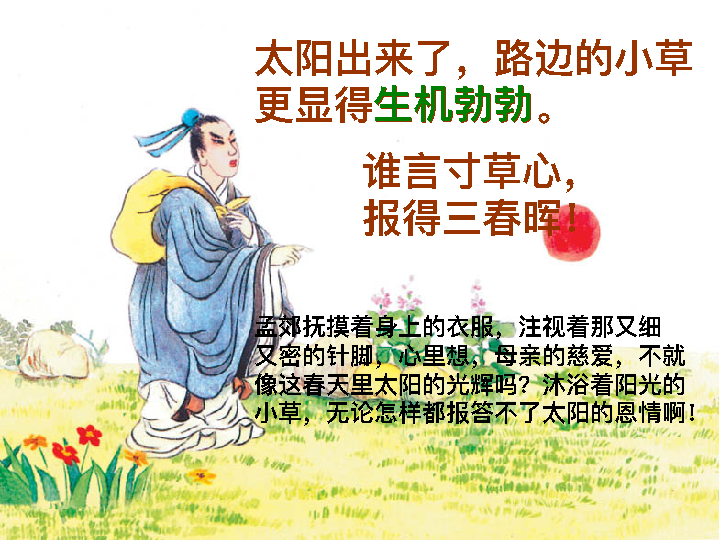 太阳出来了，路边的小草
更显得生机勃勃。
谁言寸草心，
报得三春晖！
孟郊抚摸着身上的衣服，注视着那又细
又密的针脚，心里想，母亲的慈爱，不就
像这春天里太阳的光辉吗？沐浴着阳光的
小草，无论怎样都报答不了太阳的恩情啊！